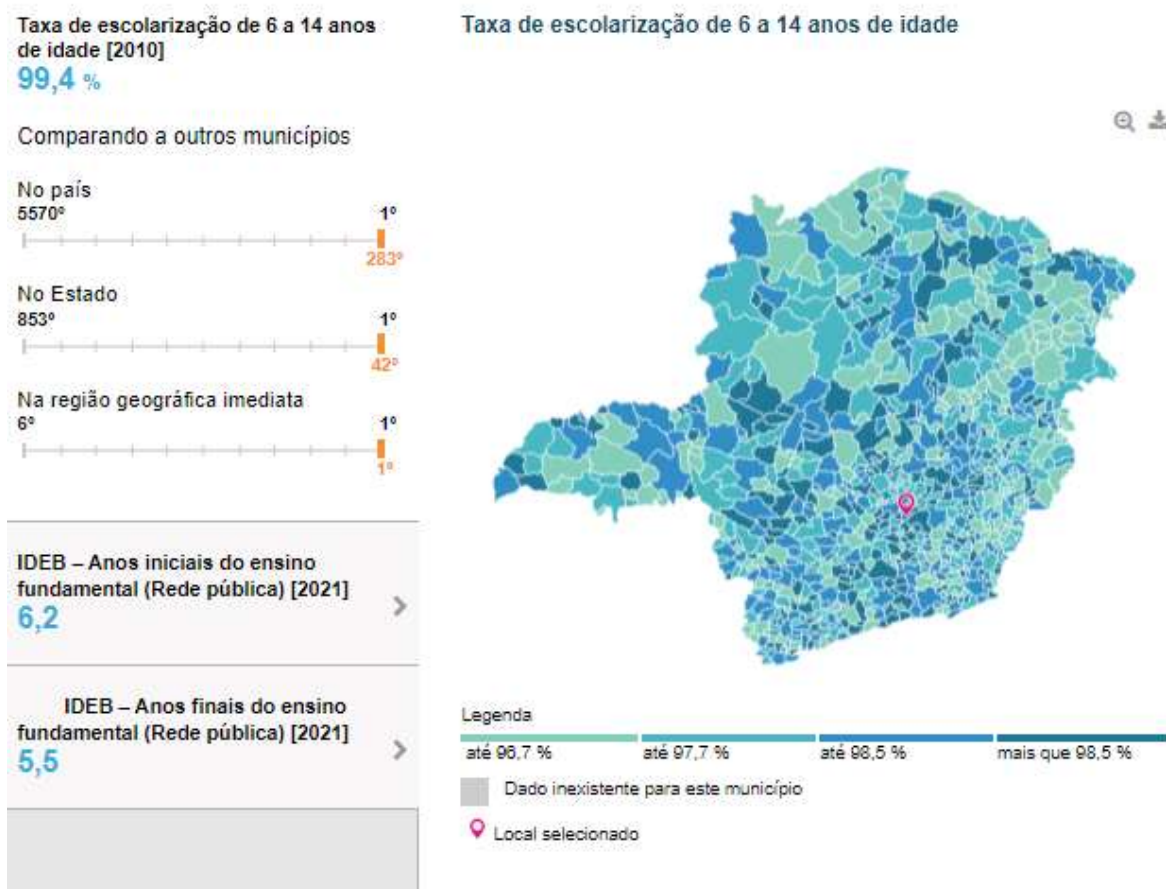 Taxa de escolarização de 6 a 14 anos
de idade [2010]
99,4 %
Comparando a outros municípios
No país
5570º
1º
283º
No Estado
853º
1º
42º
Na região geográfica imediata
6º
1º
1º
IDEB – Anos iniciais do ensino
fundamental (Rede pública) [2021]
6,2
IDEB – Anos finais do ensino
fundamental (Rede pública) [2021]
5,5
Taxa de escolarização de 6 a 14 anos de idade
Legenda
até 96,7 %
até 97,7 %
até 98,5 %
mais que 98,5 %
Dado inexistente para este município
Local selecionado